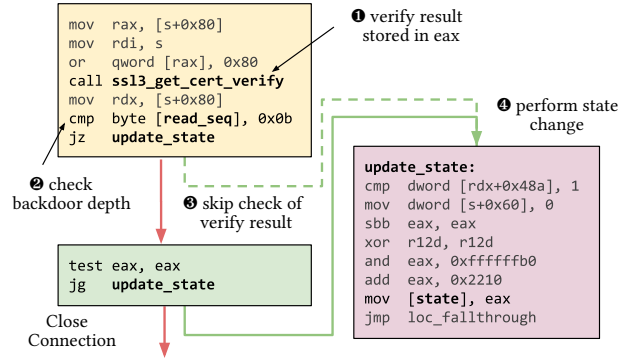 mov rax, [s+0x80]
mov rdi, s
or qword [rax], 0x80
call ssl3_get_cert_verify
mov rdx, [s+0x80]
cmp byte [read_seq], 0x0b
jz update_state
❶ verify result
stored in eax
❷ check
backdoor depth
❸ skip check of
verify result
❹ perform state
change
test eax, eax
jg update_state
Close
Connection
update_state:
cmp dword [rdx+0x48a], 1
mov dword [s+0x60], 0
sbb eax, eax
xor r12d, r12d
and eax, 0xffffffb0
add eax, 0x2210
mov [state], eax
jmp loc_fallthrough